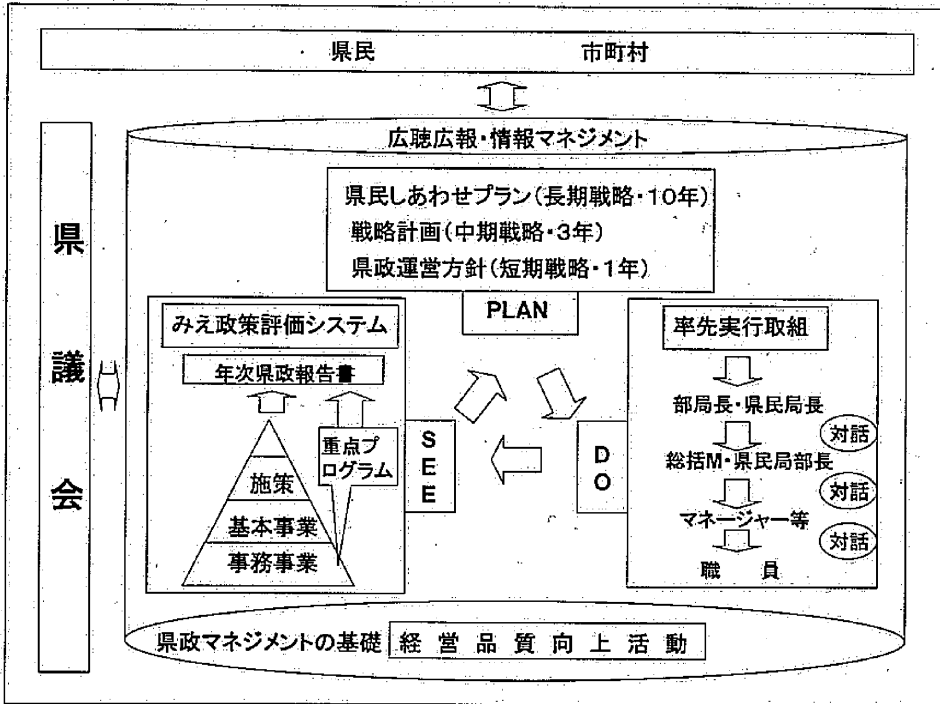 県民 市町村
広聴広報・情報マネジメント
県議会
県民しあわせプラン(長期戦略・10年)
戦略計画(中期戦略・3年)
県政運営方針(短期戦略・1年)
PLAN
みえ政策評価システム
年次県政報告書
重点プ
ログラム
施策
基本事業
事務事業
SEE
DO
率先実行取組
部局長・県民局長
対話
総括M・県民局部長
対話
マネージャー等
対話
職 員
県政マネジメントの基礎 経営品質向上活動